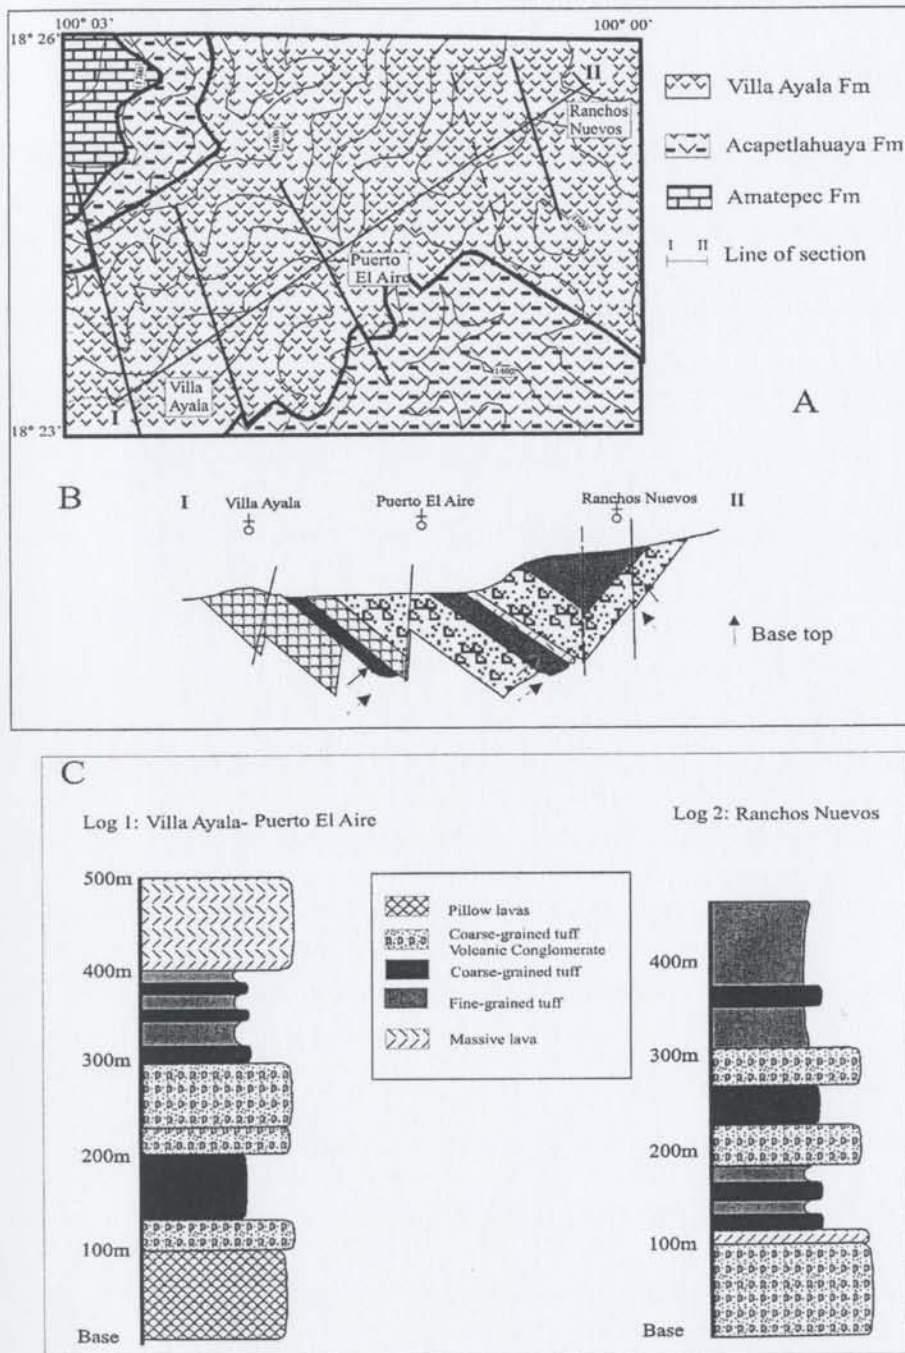 100° 03'
100° 00'
18° 26'
II
Ranchos
Nuevos
1400
Puerto
El Aire
Villa
Ayala
I
1460
18° 23'
A
Villa Ayala Fm
Acapetlahuaya Fm
Amatepec Fm
I II
Line of section
B
I
Villa Ayala
Puerto El Aire
Ranchos Nuevos
II
Base top
C
Log 1: Villa Ayala- Puerto El Aire
500m
400m
300m
200m
100m
Base
Pillow lavas
Coarse-grained tuff
Volcanic Conglomerate
Coarse-grained tuff
Fine-grained tuff
Massive lava
Log 2: Ranchos Nuevos
400m
300m
200m
100m
Base